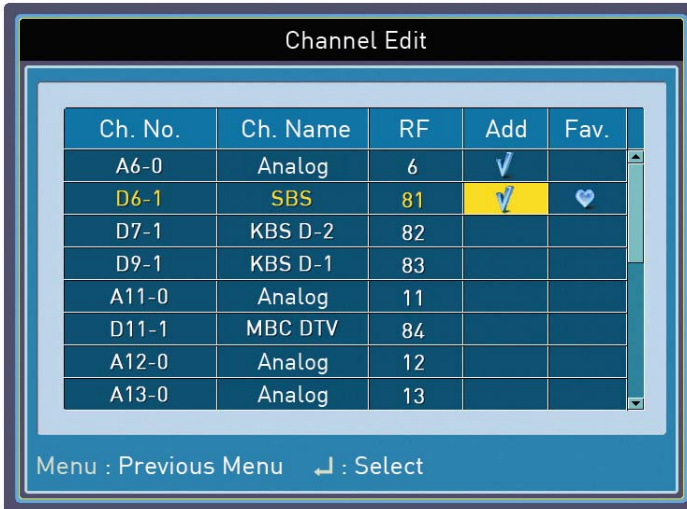 Channel Edit
Ch. No. Ch. Name RF Add Fav.
A6-0 Analog 6
D6-1 SBS 81
D7-1 KBS D-2 82
D9-1 KBS D-1 83
A11-0 Analog 11
D11-1 MBC DTV 84
A12-0 Analog 12
A13-0 Analog 13
Menu : Previous Menu : Select